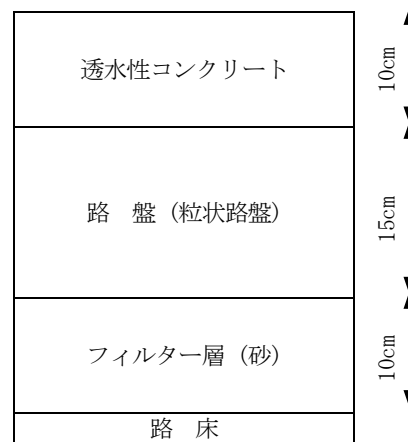 透水性コンクリート
10cm
路　盤（粒状路盤）
15cm
フィルター層（砂）
10cm
路　床